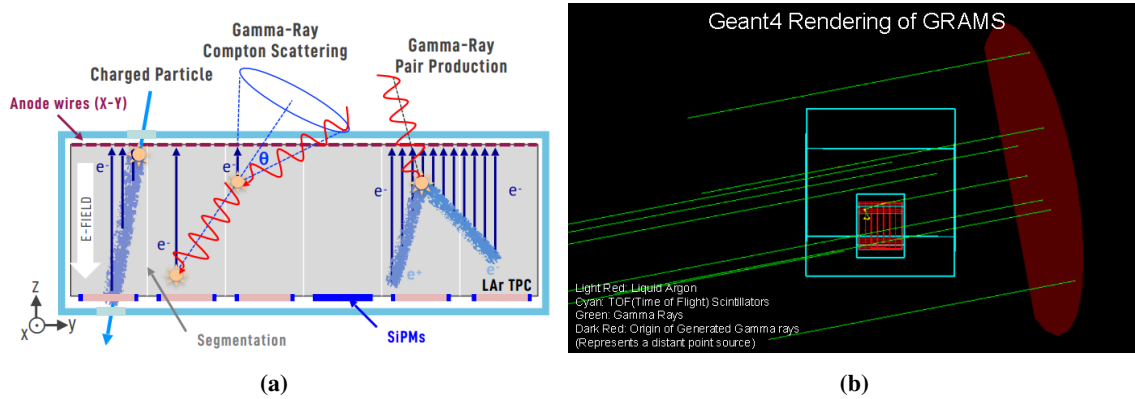 Gamma-Ray
Compton Scattering
Gamma-Ray
Pair Production
Charged Particle
Anode wires (X-Y)
θ
e-
e-
e-
e-
e-
E-FIELD
e-
e+
e-
LAr TPC
Z
X
y
Segmentation
SiPMs
(a)
Geant4 Rendering of GRAMS
Light Red: Liquid Argon
Cyan: TOF(Time of Flight) Scintillators
Green: Gamma Rays
Dark Red: Origin of Generated Gamma rays
(Represents a distant point source)
(b)